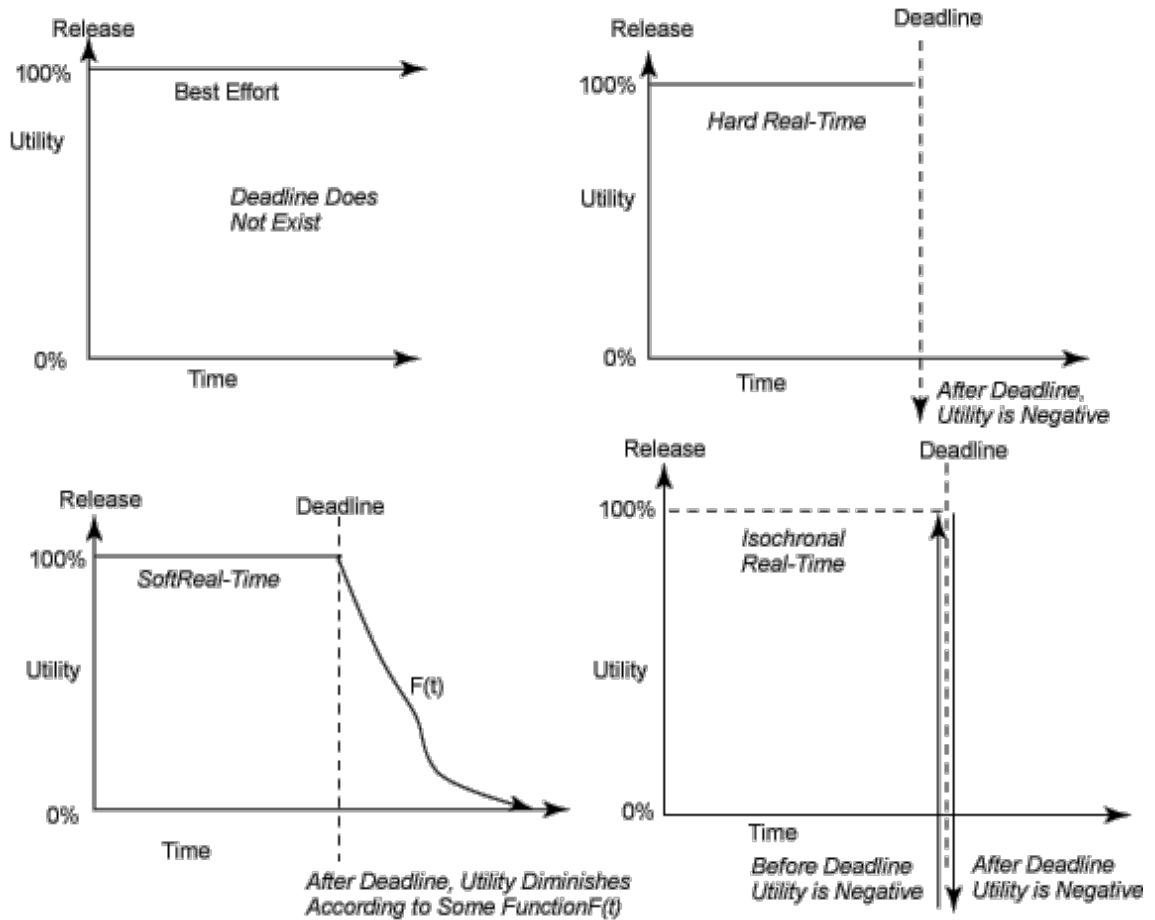 Release
100%
Best Effort
Utility
Deadline Does
Not Exist
0%
Time
Deadline
Release
100%
Hard Real-Time
Utility
0%
Time
After Deadline,
Utility is Negative
Release
Deadline
100%
SoftReal-Time
Utility
F(t)
0%
Time
After Deadline, Utility Diminishes
According to Some FunctionF(t)
Release
Deadline
100%
Isochronal
Real-Time
Utility
0%
Time
Before Deadline
Utility is Negative
After Deadline
Utility is Negative